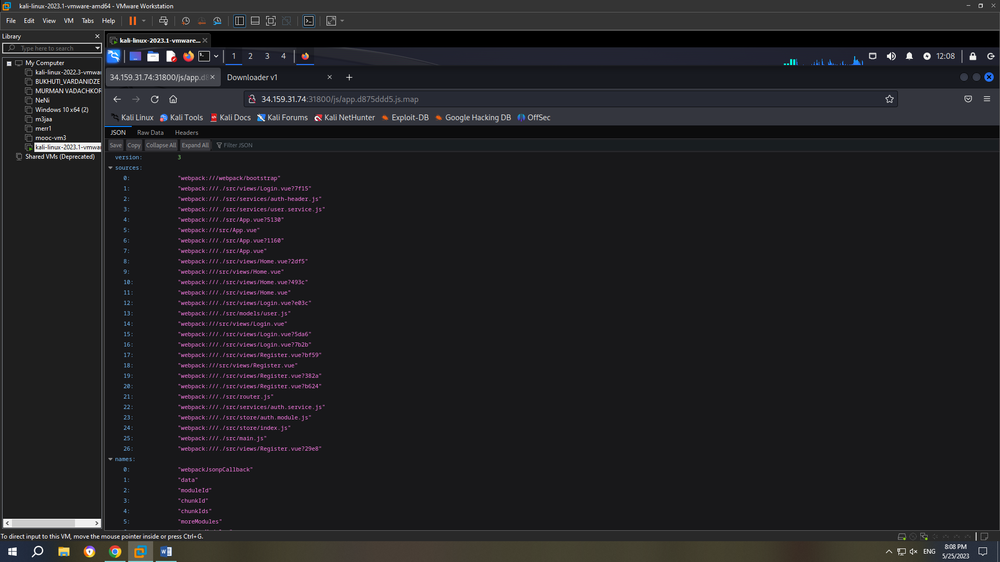 kali-linux-2023.1-vmware-amd64 - VMware Workstation
File Edit View VM Tabs Help
Library
Type here to search
My Computer
kali-linux-2022.3-vmwar
BUKHUTI_VARDANIDZE
MURMAN VADACHKOR
NeNi
Windows 10 x64 (2)
m3jaa
merr1
mooc-vm3
kali-linux-2023.1-vmwar
Shared VMs (Deprecated)
kali-linux-2023.1-vmware...
1 2 3 4
12:08
34.159.31.74:31800/js/app.d8
Downloader v1
34.159.31.74:31800/js/app.d875ddd5.js.map
Kali Linux Kali Tools Kali Docs Kali Forums Kali NetHunter Exploit-DB Google Hacking DB OffSec
JSON Raw Data Headers
Save Copy Collapse All Expand All Filter JSON
version: 3
sources:
0: "webpack:///webpack/bootstrap"
1: "webpack:///./src/views/Login.vue?7f15"
2: "webpack:///./src/services/auth-header.js"
3: "webpack:///./src/services/user.service.js"
4: "webpack:///./src/App.vue?5130"
5: "webpack:///src/App.vue"
6: "webpack:///./src/App.vue?1160"
7: "webpack:///./src/App.vue"
8: "webpack:///./src/views/Home.vue?2df5"
9: "webpack:///src/views/Home.vue"
10: "webpack:///./src/views/Home.vue?493c"
11: "webpack:///./src/views/Home.vue"
12: "webpack:///./src/views/Login.vue?e03c"
13: "webpack:///./src/models/user.js"
14: "webpack:///src/views/Login.vue"
15: "webpack:///./src/views/Login.vue?5da6"
16: "webpack:///./src/views/Login.vue?7b2b"
17: "webpack:///./src/views/Register.vue?bf59"
18: "webpack:///src/views/Register.vue"
19: "webpack:///./src/views/Register.vue?382a"
20: "webpack:///./src/views/Register.vue?b624"
21: "webpack:///./src/router.js"
22: "webpack:///./src/services/auth.service.js"
23: "webpack:///./src/store/auth.module.js"
24: "webpack:///./src/store/index.js"
25: "webpack:///./src/main.js"
26: "webpack:///./src/views/Register.vue?29e8"
names:
0: "webpackJsonpCallback"
1: "data"
2: "moduleId"
3: "chunkId"
4: "chunkIds"
5: "moreModules"
To direct input to this VM, move the mouse pointer inside or press Ctrl+G.
ENG
8:08 PM
5/25/2023